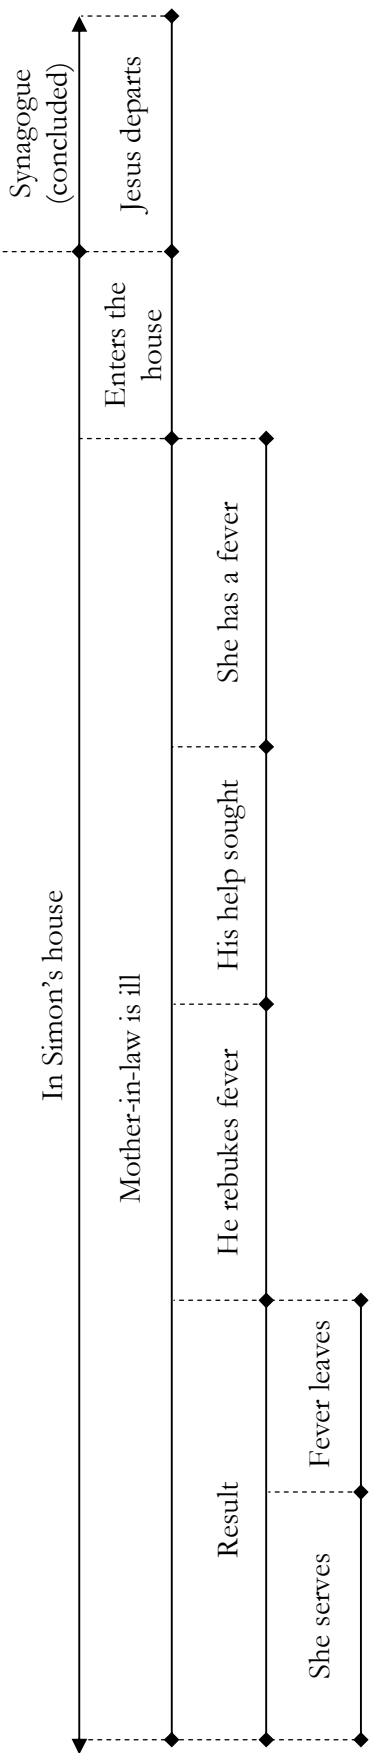 In Simon’s house
Synagogue
(concluded)
Mother-in-law is ill
Enters the
house
Jesus departs
Result
He rebukes fever
His help sought
She has a fever
She serves
Fever leaves